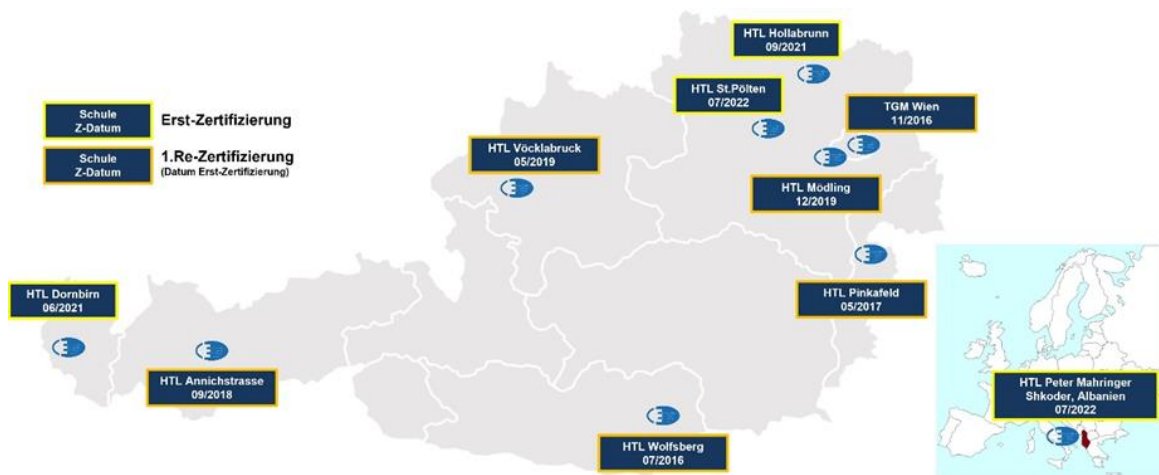 HTL Hollabrunn
09/2021
HTL St.Pölten
07/2022
TGM Wien
11/2016
Schule
Z-Datum
Erst-Zertifizierung
HTL Vöcklabruck
05/2019
Schule
Z-Datum
1.Re-Zertifizierung
(Datum Erst-Zertifizierung)
HTL Mödling
12/2019
HTL Dornbirn
06/2021
HTL Pinkafeld
05/2017
HTL Annichstrasse
09/2018
HTL Peter Mahringer
Shkoder, Albanien
07/2022
HTL Wolfsberg
07/2016